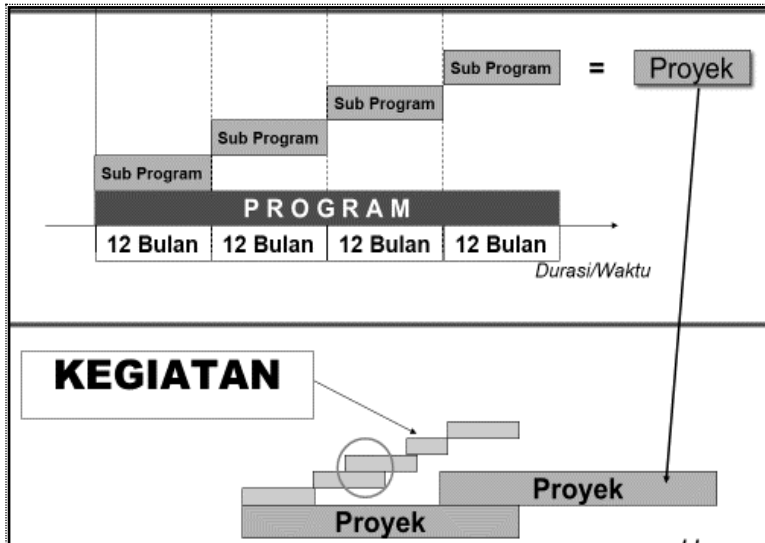 Sub Program = Proyek
Sub Program
Sub Program
Sub Program
PROGRAM
12 Bulan 12 Bulan 12 Bulan 12 Bulan
Durasi/Waktu
KEGIATAN
Proyek
Proyek